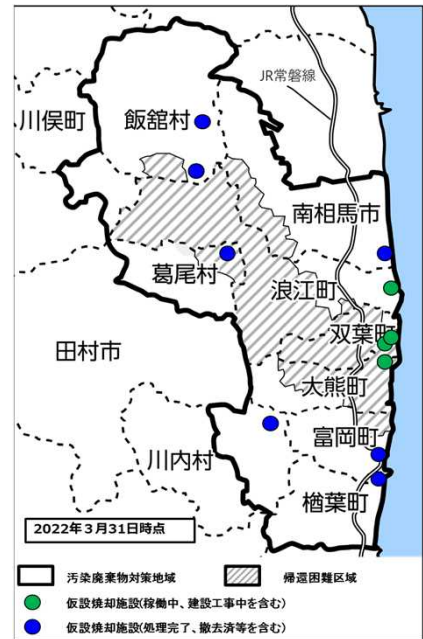 JR常磐線
川俣町
飯舘村
南相馬市
葛尾村
浪江町
双葉町
田村市
大熊町
富岡町
川内村
楢葉町
2022年3月31日時点
汚染廃棄物対策地域
帰還困難区域
仮設焼却施設(稼働中、建設工事中を含む)
仮設焼却施設(処理完了、撤去済等を含む)